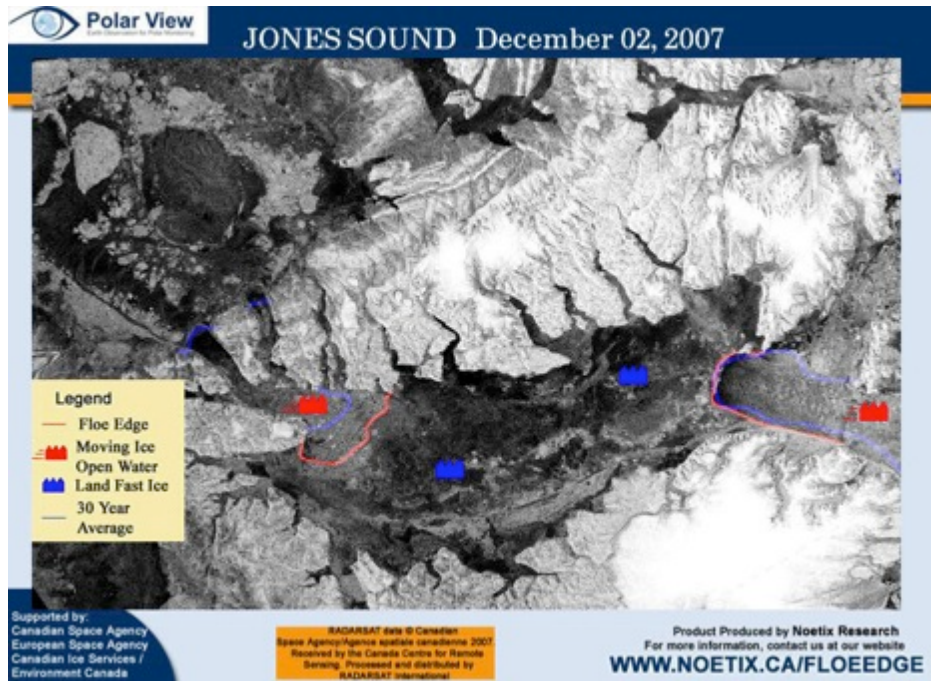 Polar View
Earth Observation for Polar Monitoring
JONES SOUND December 02, 2007
Legend
Floe Edge
Moving Ice
Open Water
Land Fast Ice
30 Year
Average
Supported by:
Canadian Space Agency
European Space Agency
Canadian Ice Services /
Environment Canada
RADARSAT data © Canadian
Space Agency/Agence spatiale canadienne 2007.
Received by the Canada Centre for Remote
Sensing. Processed and distributed by
RADARSAT International
Product Produced by Noetix Research
For more information, contact us at our website
WWW.NOETIX.CA/FLOEEDGE